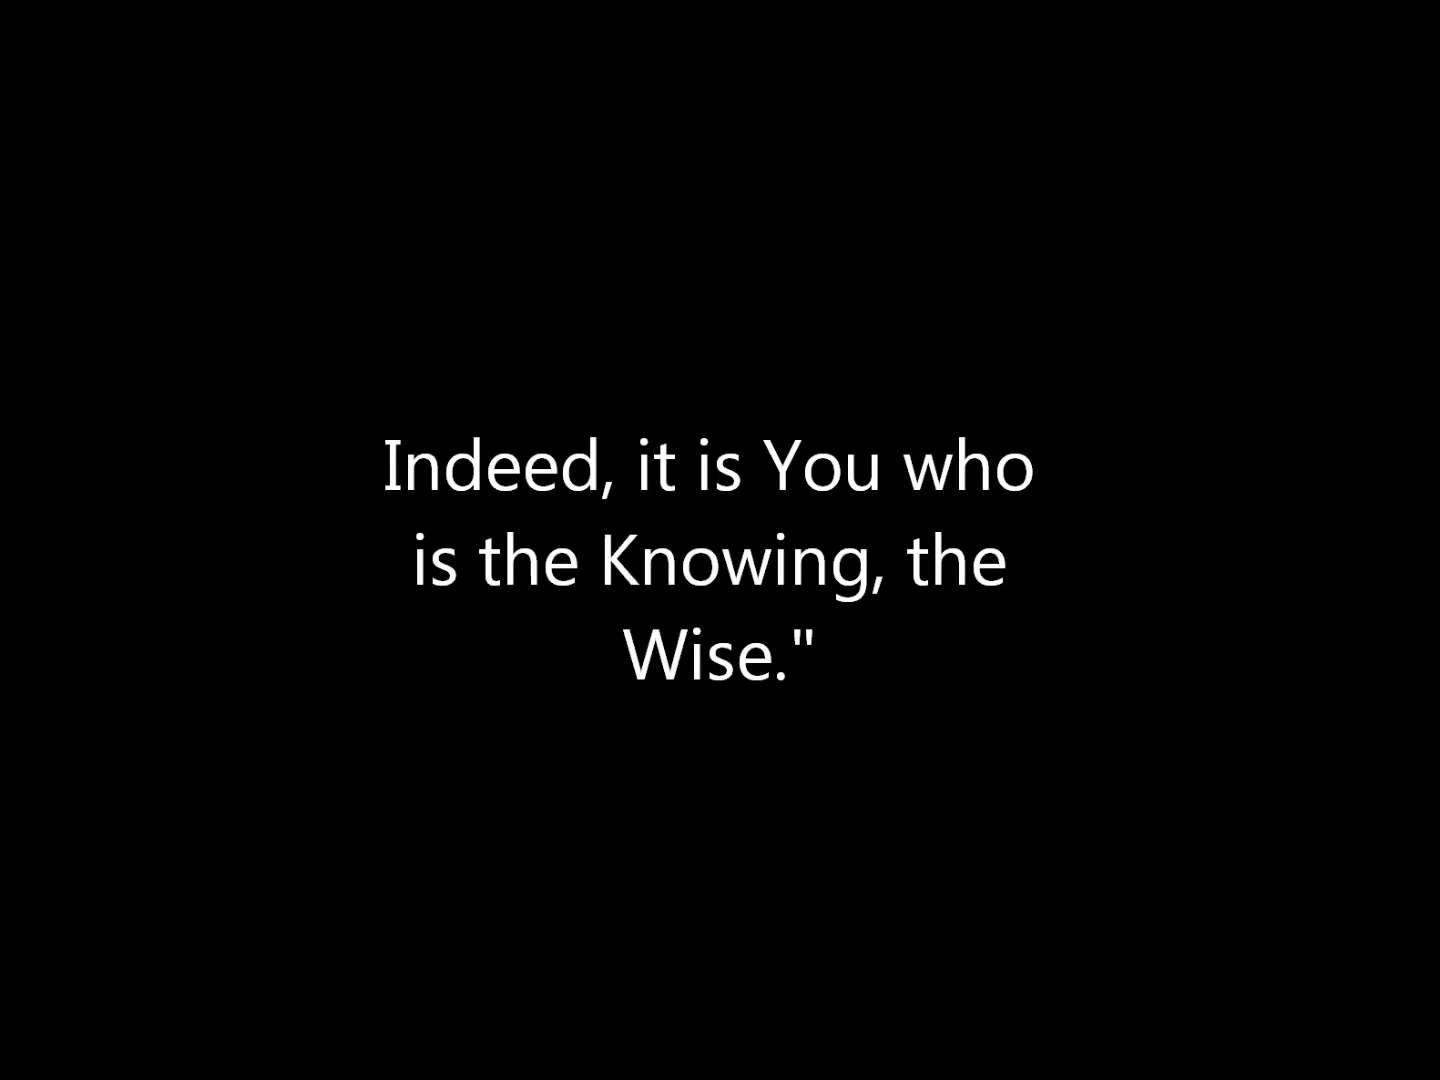 Indeed, it is You who
is the Knowing, the
Wise."